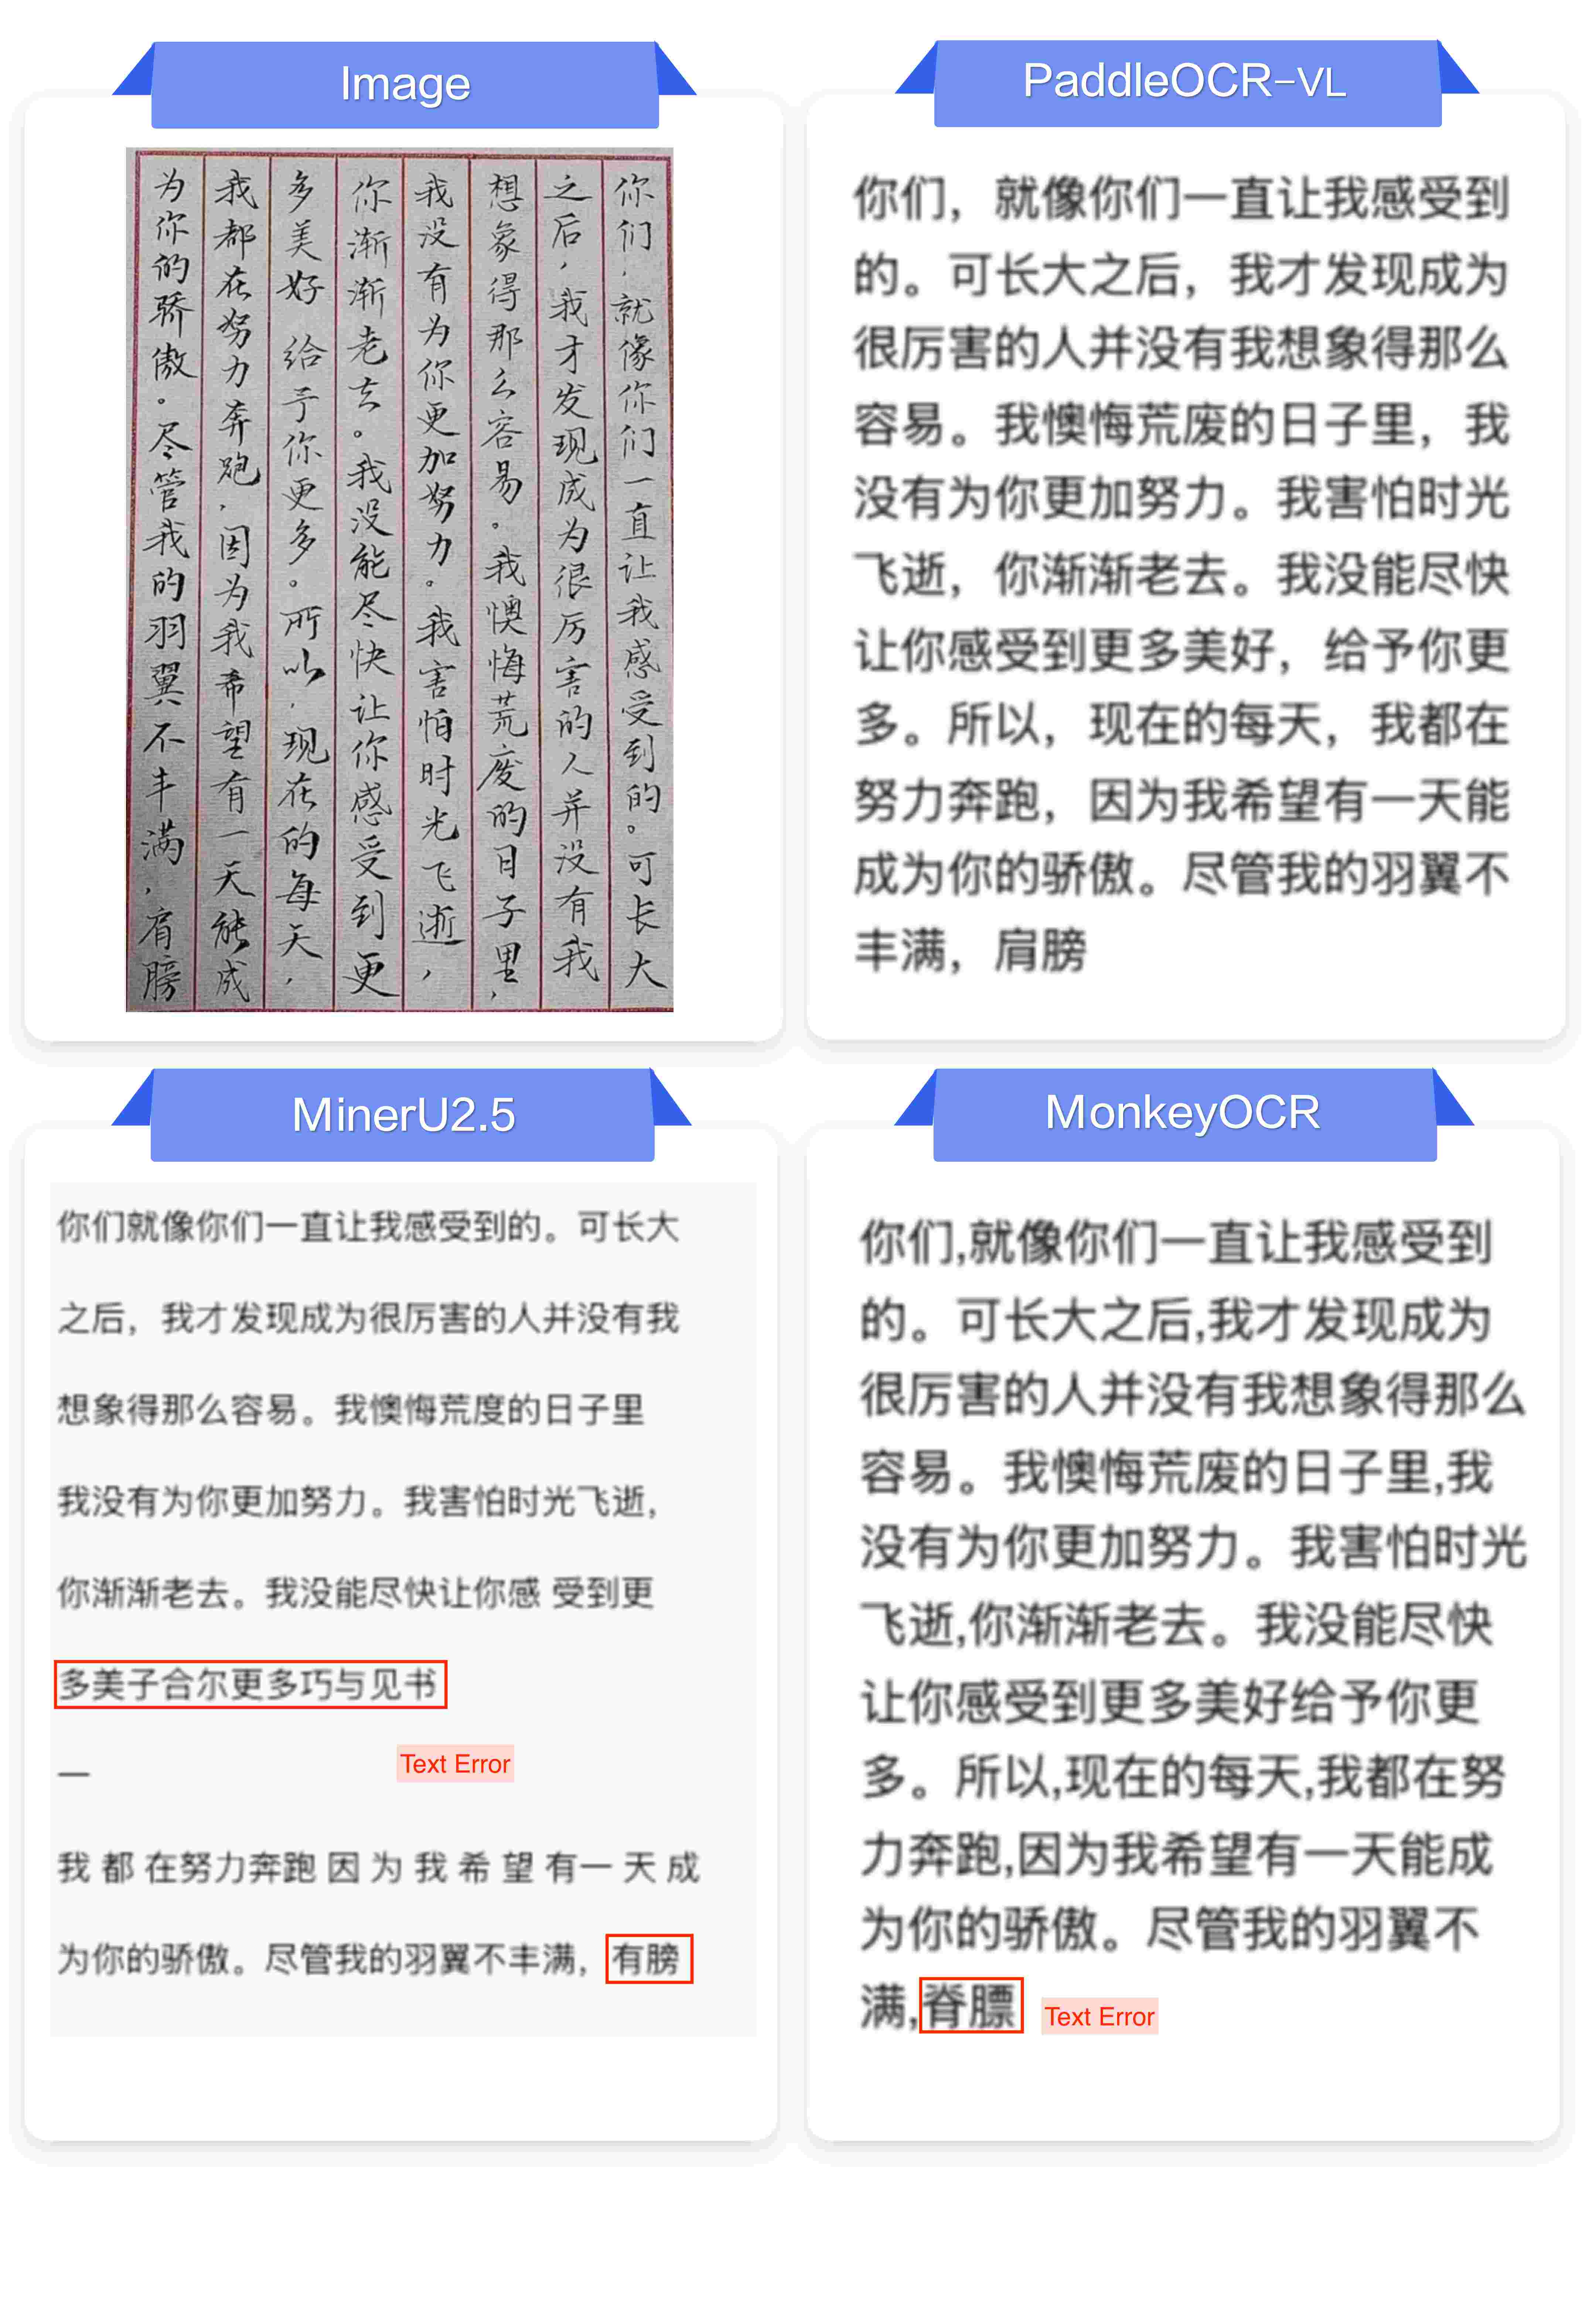 Image
你们，就像你们一直让我感受到的。可长大
之后，我才发现成为很厉害的人并没有我
想象得那么容易。我懊悔荒废的日子里，
我没有为你更加努力。我害怕时光飞逝，
你渐渐老去。我没能尽快让你感受到更
多美好 给予你更多。所以，现在的每天，
我都在努力奔跑，因为我希望有一天能成
为你的骄傲。尽管我的羽翼不丰满，肩膀
PaddleOCR-VL
你们，就像你们一直让我感受到
的。可长大之后，我才发现成为
很厉害的人并没有我想象得那么
容易。我懊悔荒废的日子里，我
没有为你更加努力。我害怕时光
飞逝，你渐渐老去。我没能尽快
让你感受到更多美好，给予你更
多。所以，现在的每天，我都在
努力奔跑，因为我希望有一天能
成为你的骄傲。尽管我的羽翼不
丰满，肩膀
MinerU2.5
你们就像你们一直让我感受到的。可长大
之后，我才发现成为很厉害的人并没有我
想象得那么容易。我懊悔荒度的日子里
我没有为你更加努力。我害怕时光飞逝，
你渐渐老去。我没能尽快让你感 受到更
多美子合尔更多巧与见书
一
Text Error
我 都 在努力奔跑 因 为 我 希 望 有一 天 成
为你的骄傲。尽管我的羽翼不丰满，有膀
MonkeyOCR
你们,就像你们一直让我感受到
的。可长大之后,我才发现成为
很厉害的人并没有我想象得那么
容易。我懊悔荒废的日子里,我
没有为你更加努力。我害怕时光
飞逝,你渐渐老去。我没能尽快
让你感受到更多美好给予你更
多。所以,现在的每天,我都在努
力奔跑,因为我希望有一天能成
为你的骄傲。尽管我的羽翼不
满,脊膘 Text Error